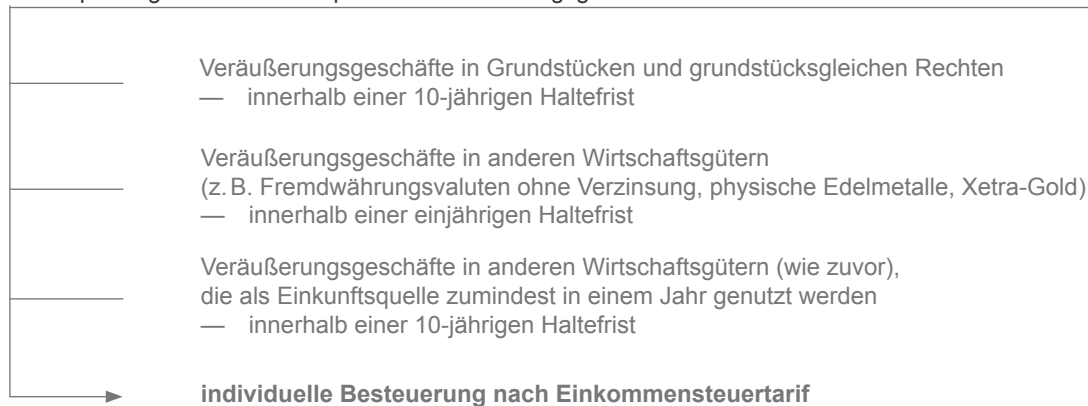 Veräußerungsgeschäfte in Grundstücken und grundstücksgleichen Rechten
— innerhalb einer 10-jährigen Haltefrist
Veräußerungsgeschäfte in anderen Wirtschaftsgütern
(z. B. Fremdwährungsvaluten ohne Verzinsung, physische Edelmetalle, Xetra-Gold)
— innerhalb einer einjährigen Haltefrist
Veräußerungsgeschäfte in anderen Wirtschaftsgütern (wie zuvor),
die als Einkunftsquelle zumindest in einem Jahr genutzt werden
— innerhalb einer 10-jährigen Haltefrist
individuelle Besteuerung nach Einkommensteuertarif